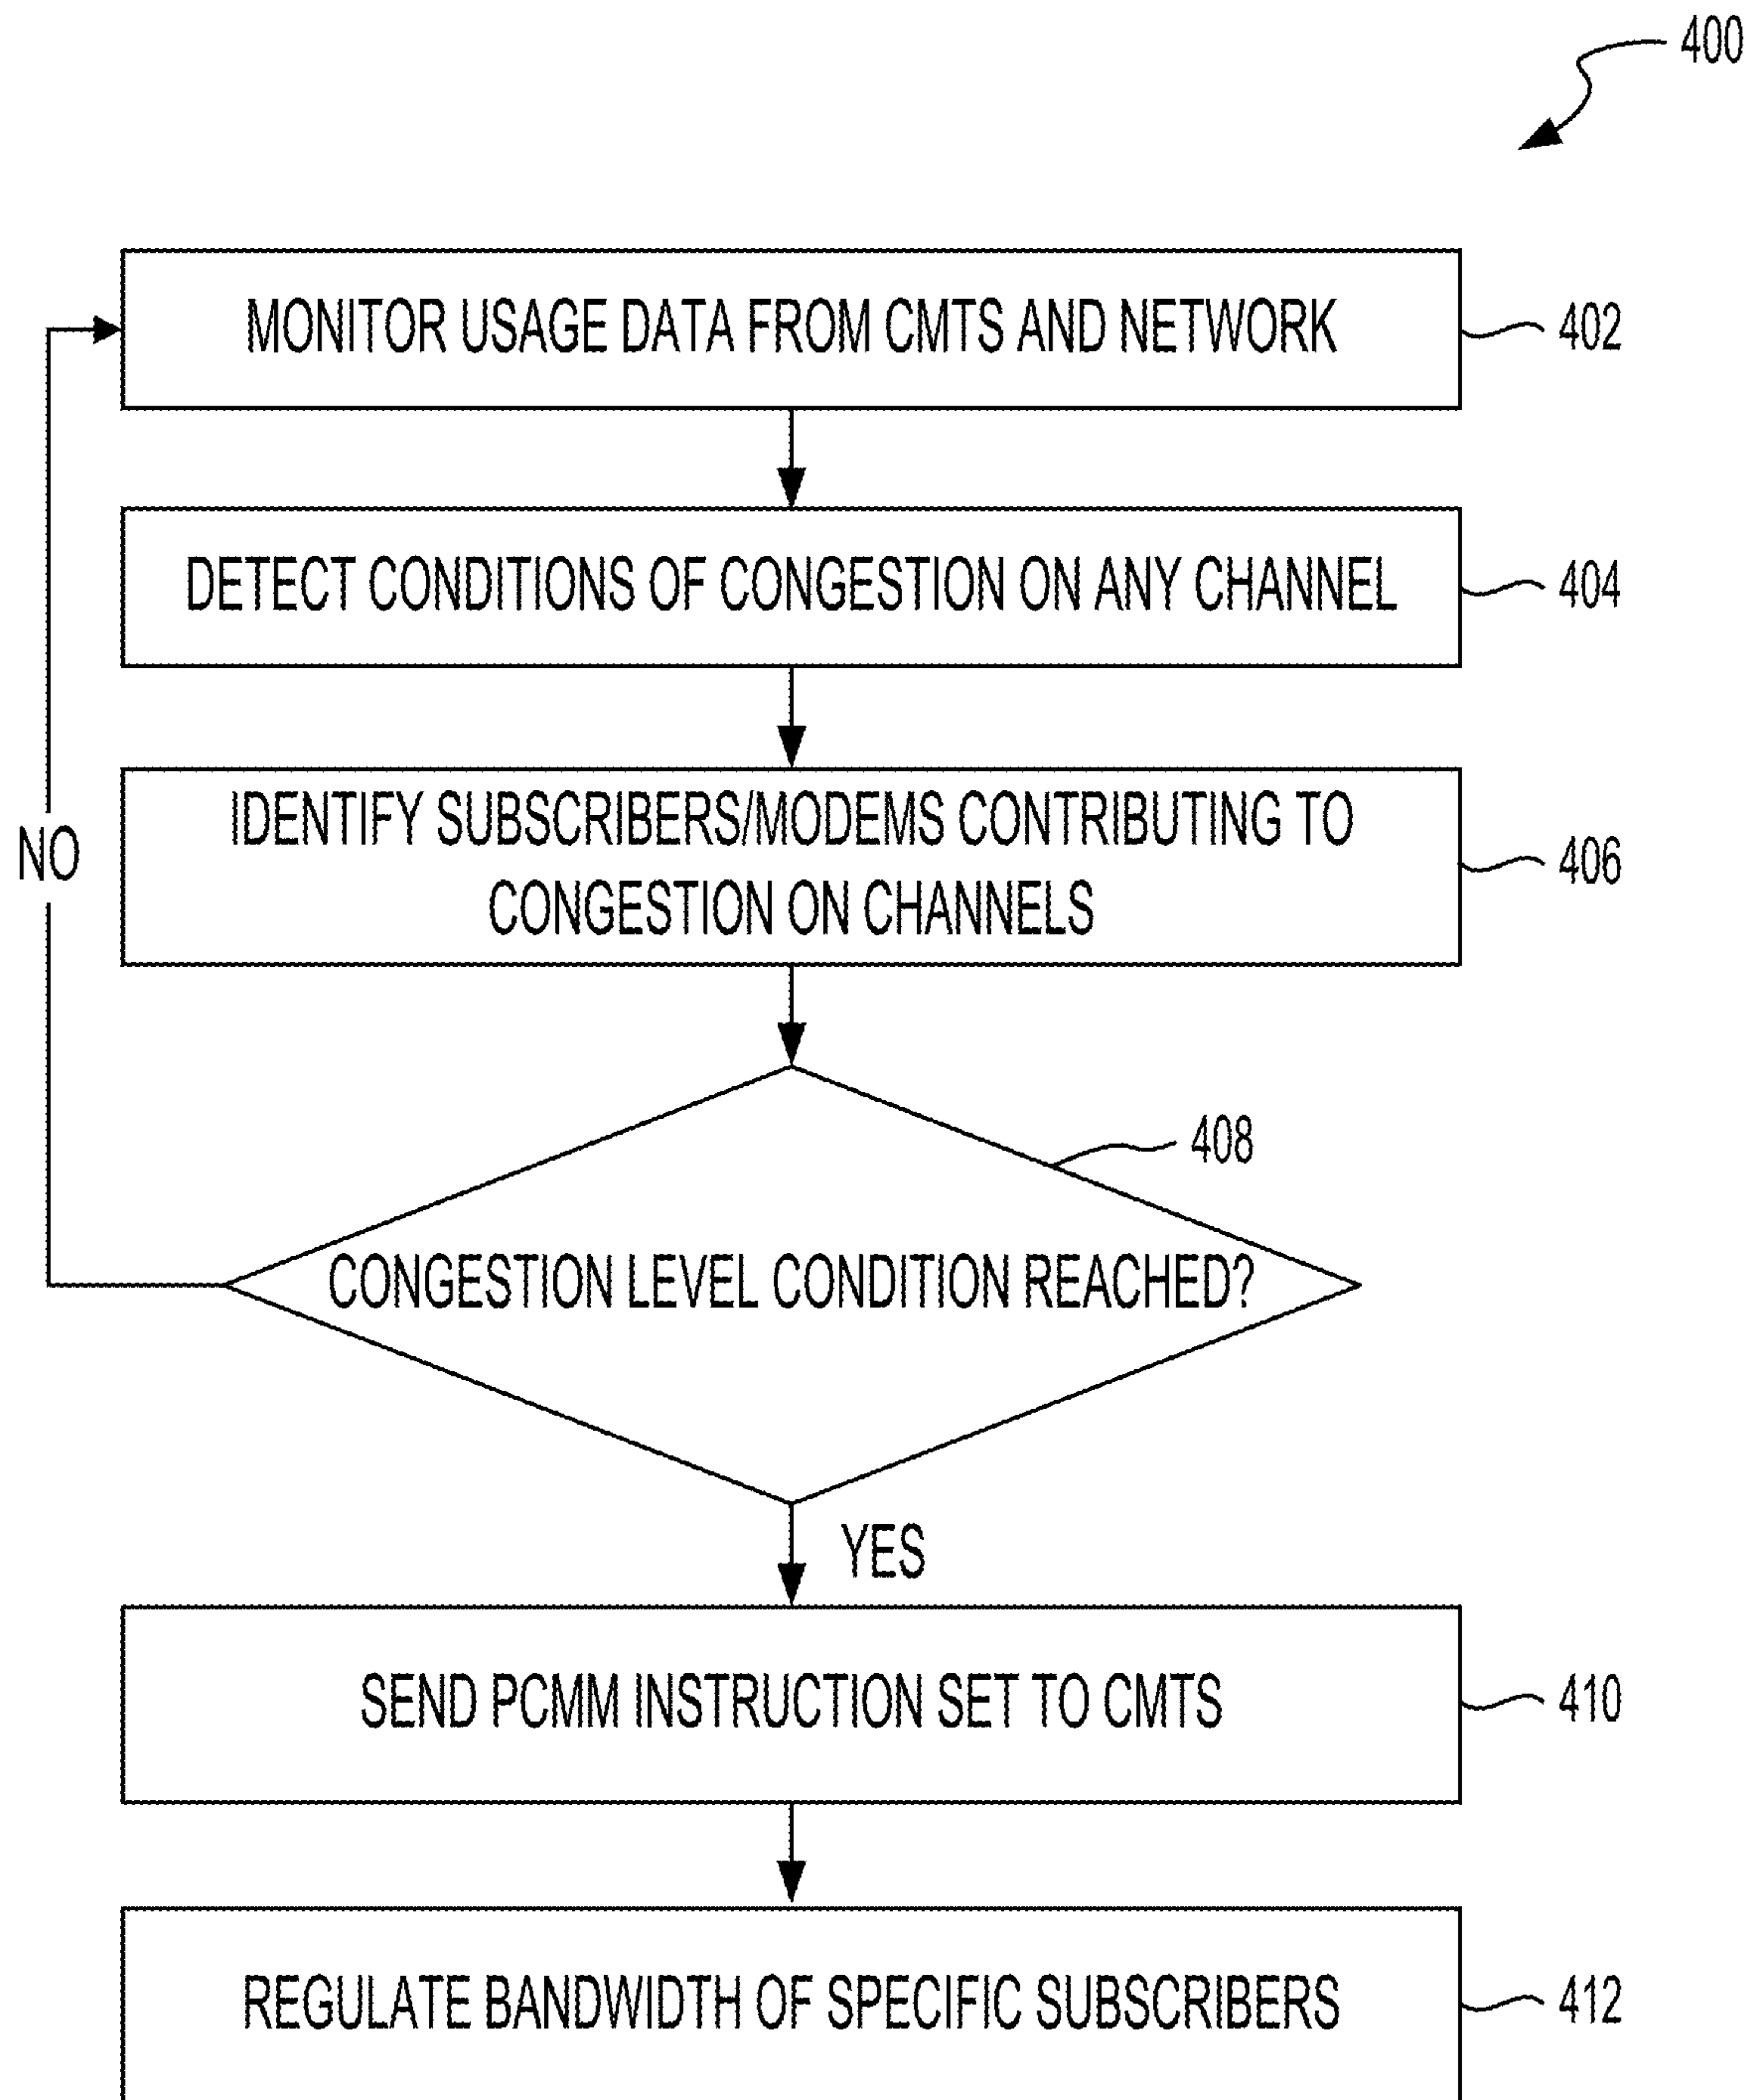 400
MONITOR USAGE DATA FROM CMTS AND NETWORK
402
DETECT CONDITIONS OF CONGESTION ON ANY CHANNEL
404
IDENTIFY SUBSCRIBERS/MODEMS CONTRIBUTING TO
CONGESTION ON CHANNELS
406
NO
408
CONGESTION LEVEL CONDITION REACHED?
YES
SEND PCMM INSTRUCTION SET TO CMTS
410
REGULATE BANDWIDTH OF SPECIFIC SUBSCRIBERS
412